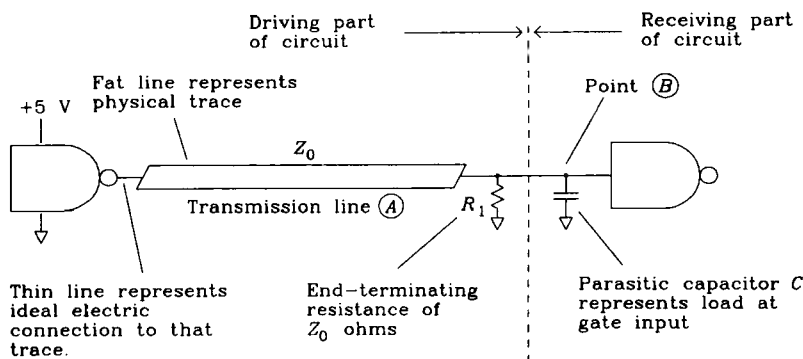 Driving part
of circuit
Receiving part
of circuit
Fat line represents
physical trace
Point Ⓑ
+5 V
Z₀
Transmission line Ⓐ
R₁
Thin line represents
ideal electric
connection to that
trace.
End-terminating
resistance of
Z₀ ohms
Parasitic capacitor C
represents load at
gate input